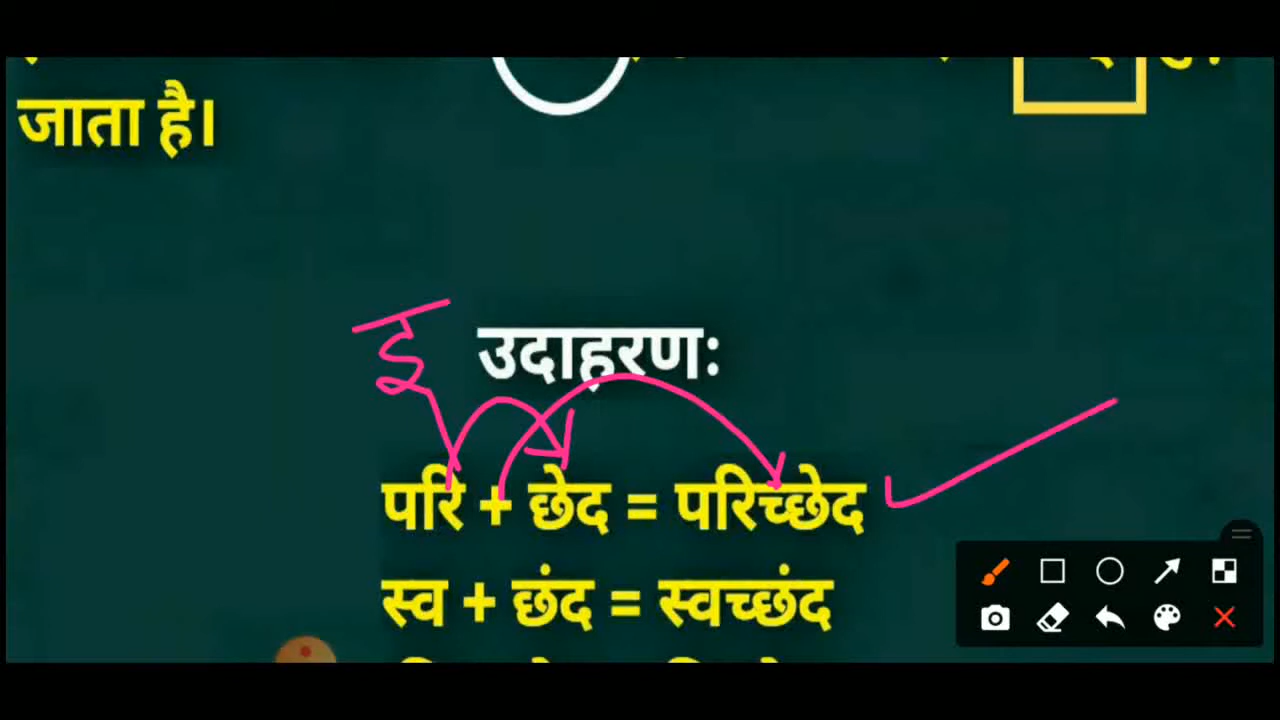 जाता है।
इ
उदाहरणः
परि + छेद = परिच्छेद
स्व + छंद = स्वच्छंद